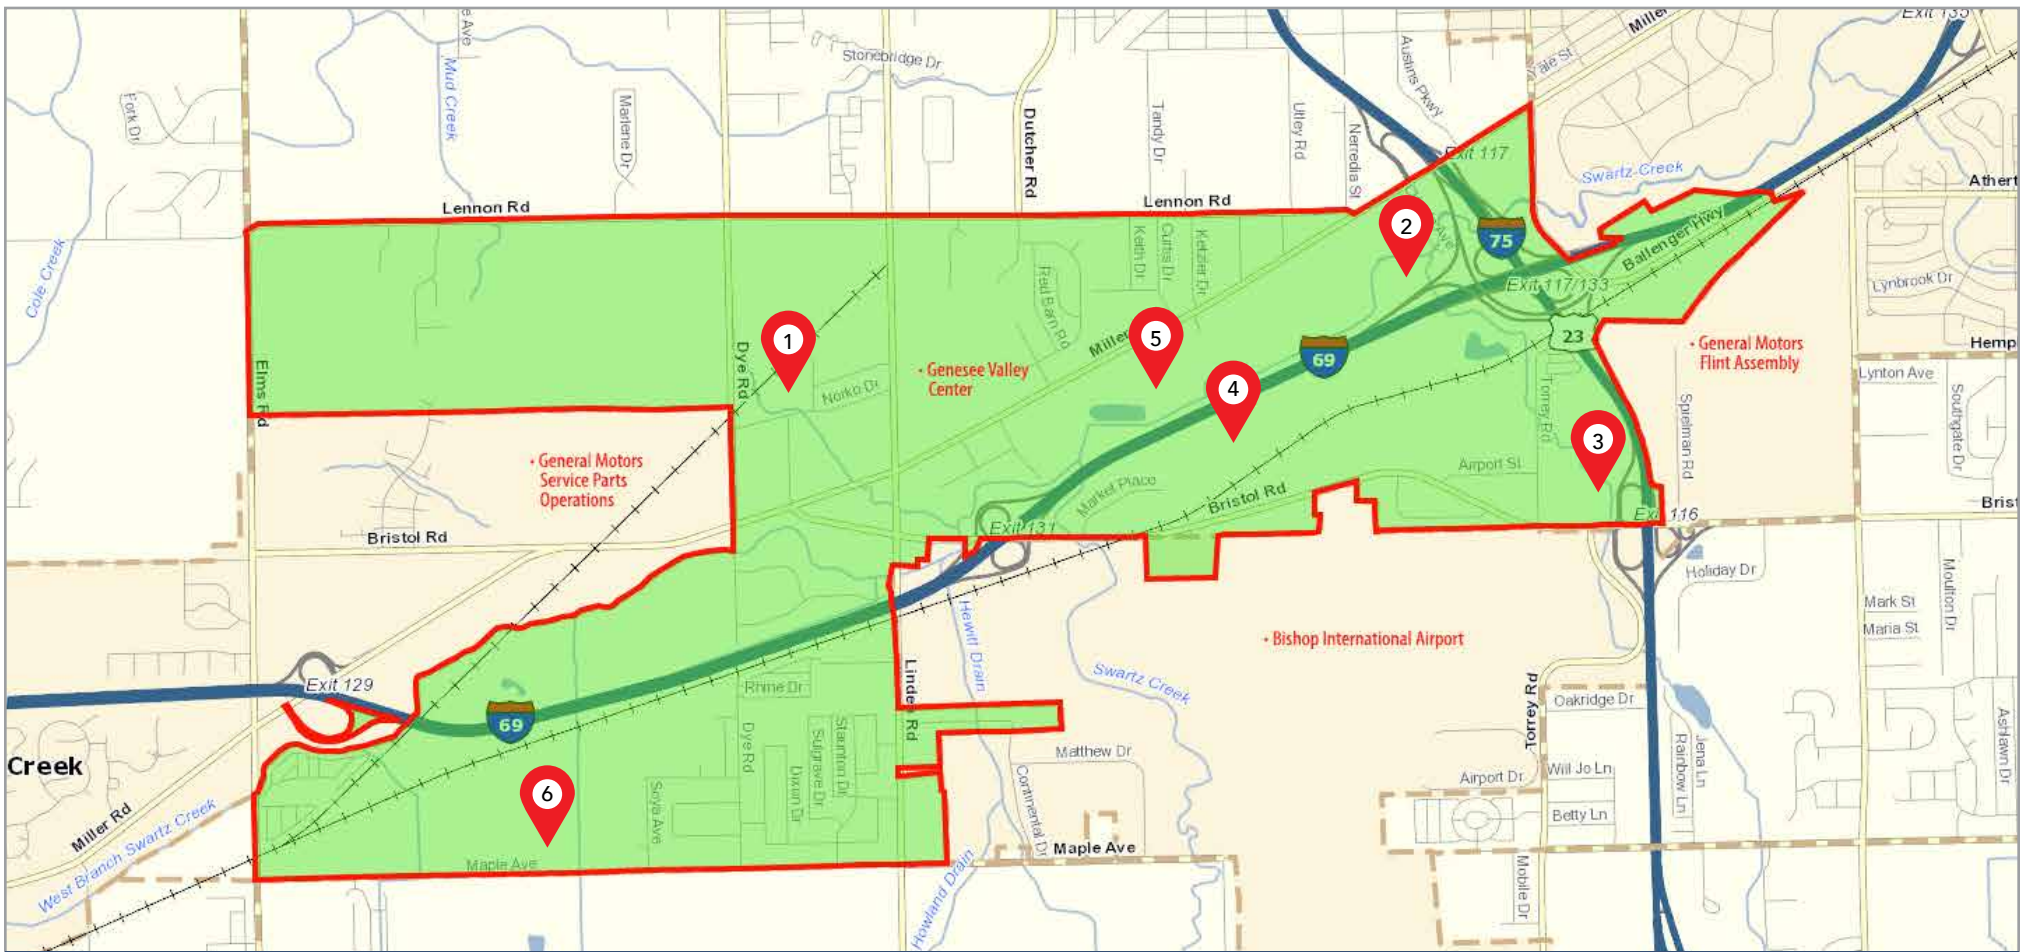 Exit 135
Miller
e Ave
Stonebridge Dr
Austins Pkwy
ale St
Fork Dr
Mud Creek
Marlene Dr
Dutcher Rd
Tandy Dr
Utley Rd
Nerredia St
Exit 117
Swartz Creek
Athert
Lennon Rd
Lennon Rd
2
Ave
75
Ballenger Hwy
Cole Creek
Keith Dr
Curtis Dr
Ketzler Dr
Red Barn Rd
Exit 117/133
Lynbrook Dr
1
5
Miller
23
69
• General Motors
Flint Assembly
Hemp
Elms Rd
Dye Rd
Norko Dr
• Genesee Valley
Center
4
Lynton Ave
Torrey Rd
Spielman Rd
Southgate Dr
3
• General Motors
Service Parts
Operations
Airport St
Market Place
Bristol Rd
Exit 131
Exit 116
Brist
Bristol Rd
Holiday Dr
Moulton Dr
Mark St
Maria St
Hewitt Drain
• Bishop International Airport
Swartz Creek
Exit 129
Rhine Dr
Linden Rd
69
Torrey Rd
Oakridge Dr
Dye Rd
Staunton Dr
Sulgrave Dr
Dixon Dr
Matthew Dr
Jena Ln
Rainbow Ln
Ashlawn Dr
Creek
Continental Dr
Airport Dr
Will Jo Ln
6
Soya Ave
Betty Ln
Miller Rd
West Branch Swartz Creek
Maple Ave
Maple Ave
Howland Drain
Mobile Dr